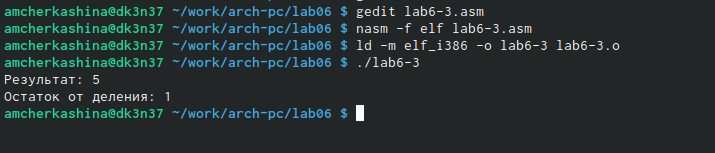 amcherkashina@dk3n37 ~/work/arch-pc/lab06 $ gedit lab6-3.asm
amcherkashina@dk3n37 ~/work/arch-pc/lab06 $ nasm -f elf lab6-3.asm
amcherkashina@dk3n37 ~/work/arch-pc/lab06 $ ld -m elf_i386 -o lab6-3 lab6-3.o
amcherkashina@dk3n37 ~/work/arch-pc/lab06 $ ./lab6-3
Результат: 5
Остаток от деления: 1
amcherkashina@dk3n37 ~/work/arch-pc/lab06 $